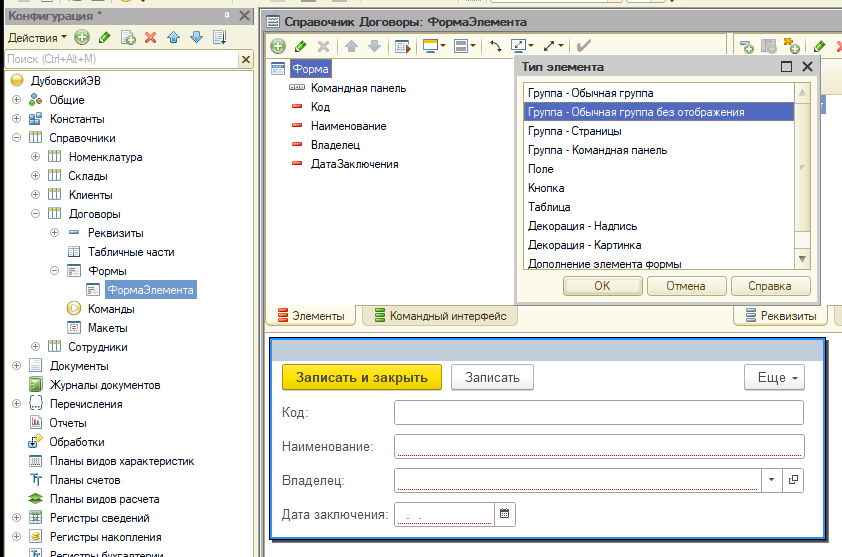 Конфигурация *
Действия
Поиск (Ctrl+Alt+M)
ДубовскийЭВ
Общие
Константы
Справочники
Номенклатура
Склады
Клиенты
Договоры
Реквизиты
Табличные части
Формы
ФормаЭлемента
Команды
Макеты
Сотрудники
Документы
Журналы документов
Перечисления
Отчеты
Обработки
Планы видов характеристик
Планы счетов
Планы видов расчета
Регистры сведений
Регистры накопления
Регистры бухгалтерии
Справочник Договоры: ФормаЭлемента
Форма
Командная панель
Код
Наименование
Владелец
ДатаЗаключения
Тип элемента
Группа - Обычная группа
Группа - Обычная группа без отображения
Группа - Страницы
Группа - Командная панель
Поле
Кнопка
Таблица
Декорация - Надпись
Декорация - Картинка
Дополнение элемента формы
OK
Отмена
Справка
Элементы
Командный интерфейс
Реквизиты
Записать и закрыть
Записать
Еще
Код:
Наименование:
Владелец:
Дата заключения: